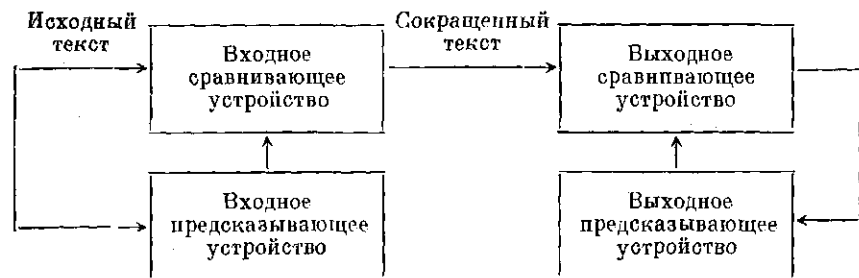 Исходный
текст
Входное
сравнивающее
устройство
Сокращенный
текст
Выходное
сравнивающее
устройство
Входное
предсказывающее
устройство
Выходное
предсказывающее
устройство